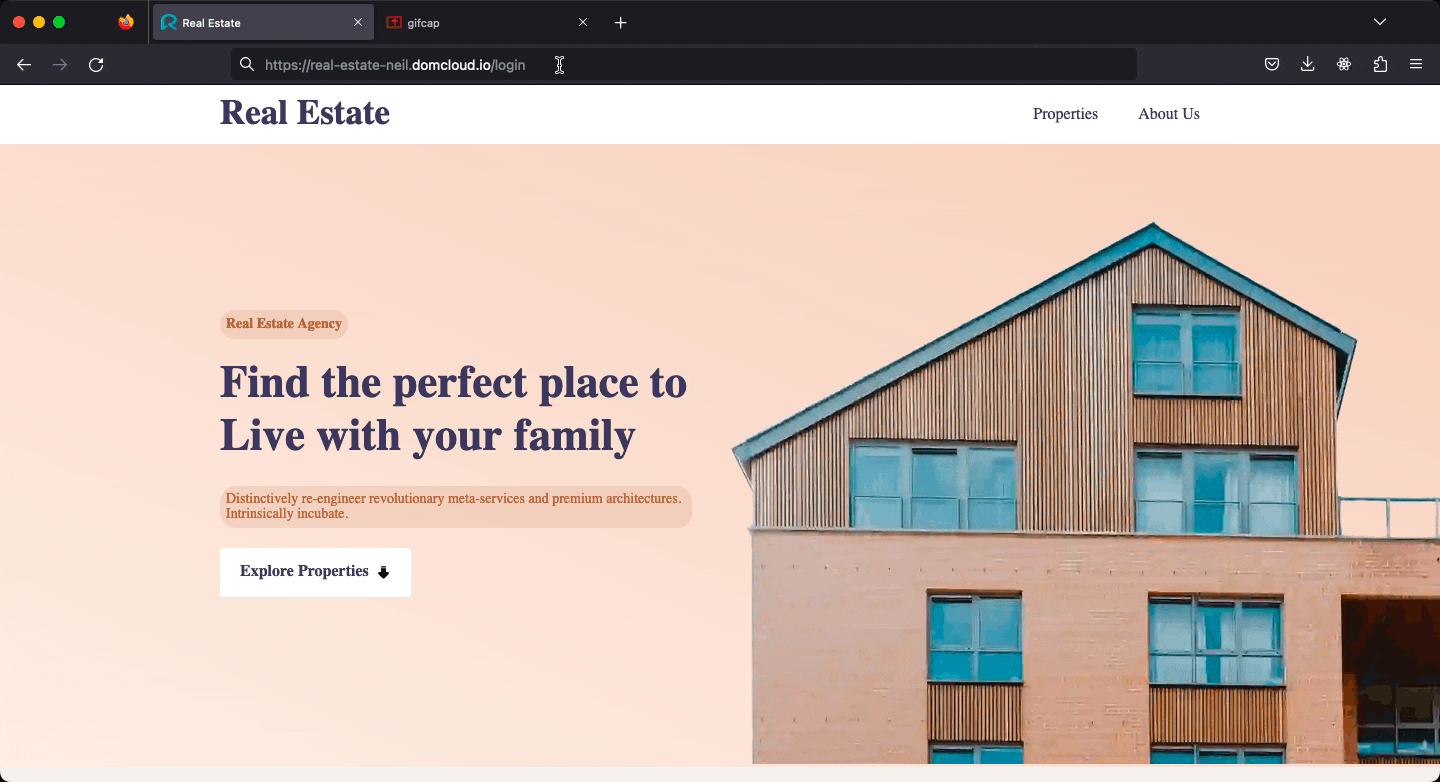 Real Estate
gifcap
https://real-estate-neil.domcloud.io/login
Real Estate
Properties
About Us
Real Estate Agency
Find the perfect place to
Live with your family
Distinctively re-engineer revolutionary meta-services and premium architectures.
Intrinsically incubate.
Explore Properties